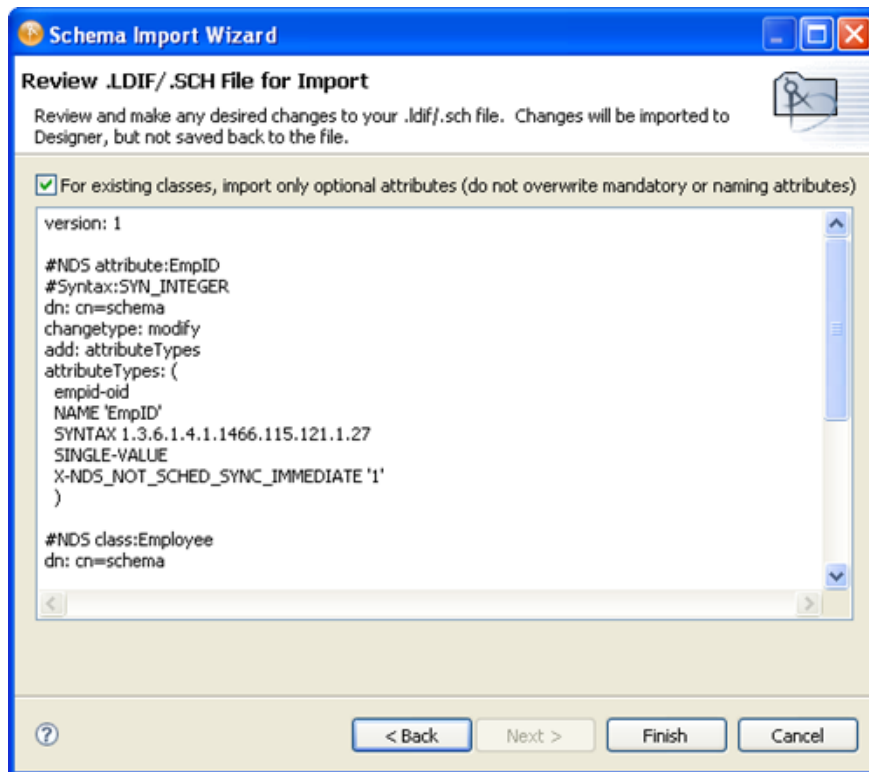 Schema Import Wizard
Review .LDIF/.SCH File for Import
Review and make any desired changes to your .ldif/.sch file. Changes will be imported to
Designer, but not saved back to the file.
For existing classes, import only optional attributes (do not overwrite mandatory or naming attributes)
version: 1
#NDS attribute:EmpID
#Syntax:SYN_INTEGER
dn: cn=schema
changetype: modify
add: attributeTypes
attributeTypes: (
empid-oid
NAME 'EmpID'
SYNTAX 1.3.6.1.4.1.1466.115.121.1.27
SINGLE-VALUE
X-NDS_NOT_SCHED_SYNC_IMMEDIATE '1'
)
#NDS class:Employee
dn: cn=schema
? < Back Next > Finish Cancel